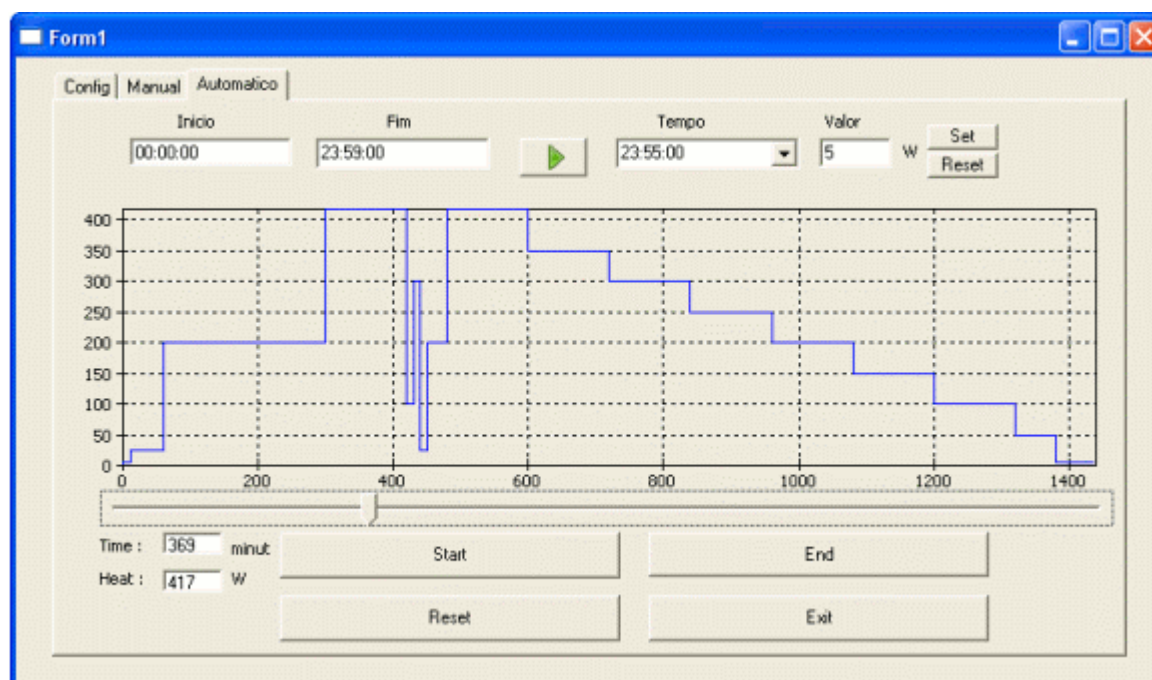 Form1
Config Manual Automatico
Inicio Fim Tempo Valor
00:00:00 23:59:00 23:55:00 5 W Set
Reset
400
350
300
250
200
150
100
50
0
0 200 400 600 800 1000 1200 1400
Time : 369 minut Start End
Heat : 417 W
Reset Exit